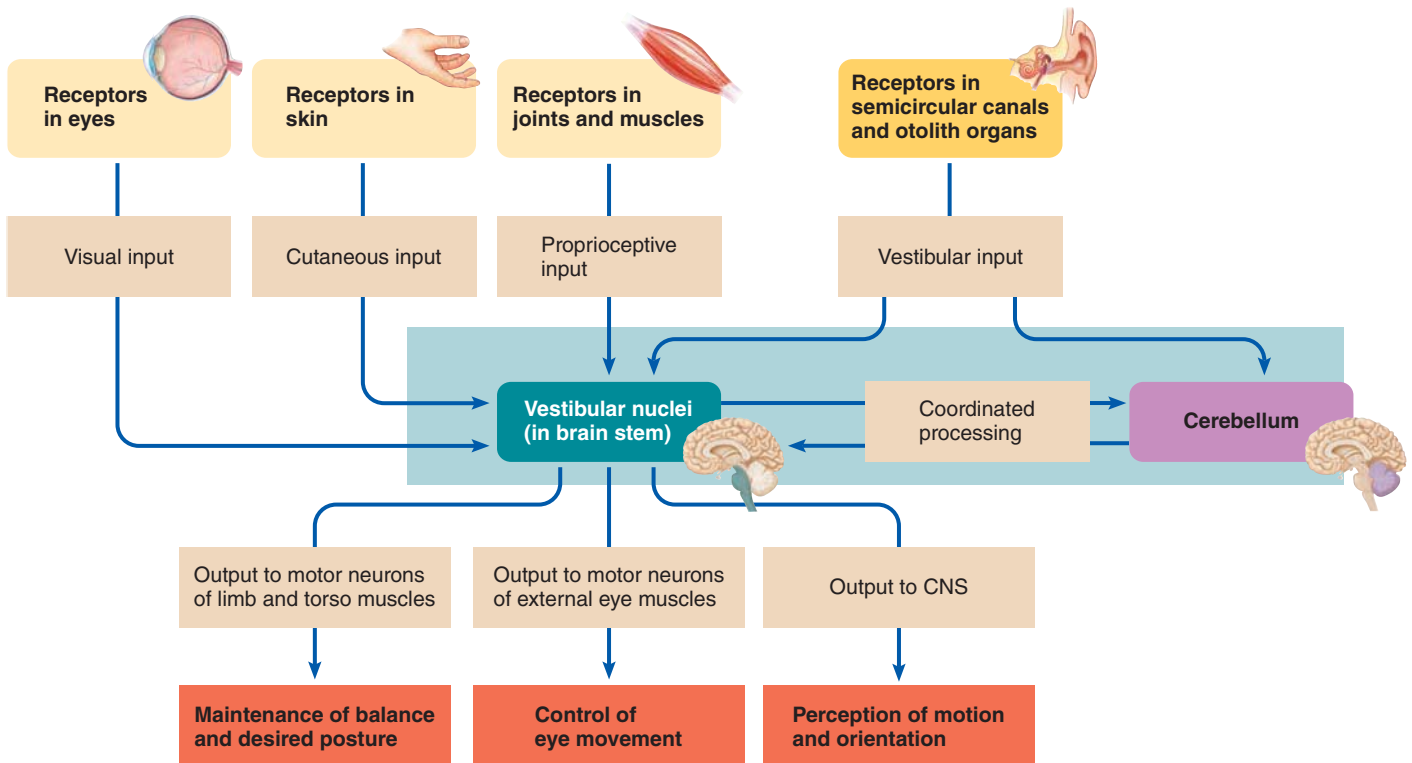 Receptors
in eyes
Receptors in
skin
Receptors in
joints and muscles
Receptors in
semicircular canals
and otolith organs
Visual input
Cutaneous input
Proprioceptive
input
Vestibular input
Vestibular nuclei
(in brain stem)
Coordinated
processing
Cerebellum
Output to motor neurons
of limb and torso muscles
Output to motor neurons
of external eye muscles
Output to CNS
Maintenance of balance
and desired posture
Control of
eye movement
Perception of motion
and orientation